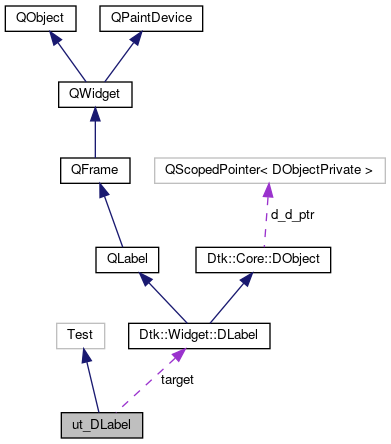 QObject
QPaintDevice
QWidget
QFrame
QScopedPointer< DObjectPrivate >
d_d_ptr
QLabel
Dtk::Core::DObject
Test
Dtk::Widget::DLabel
target
ut_DLabel